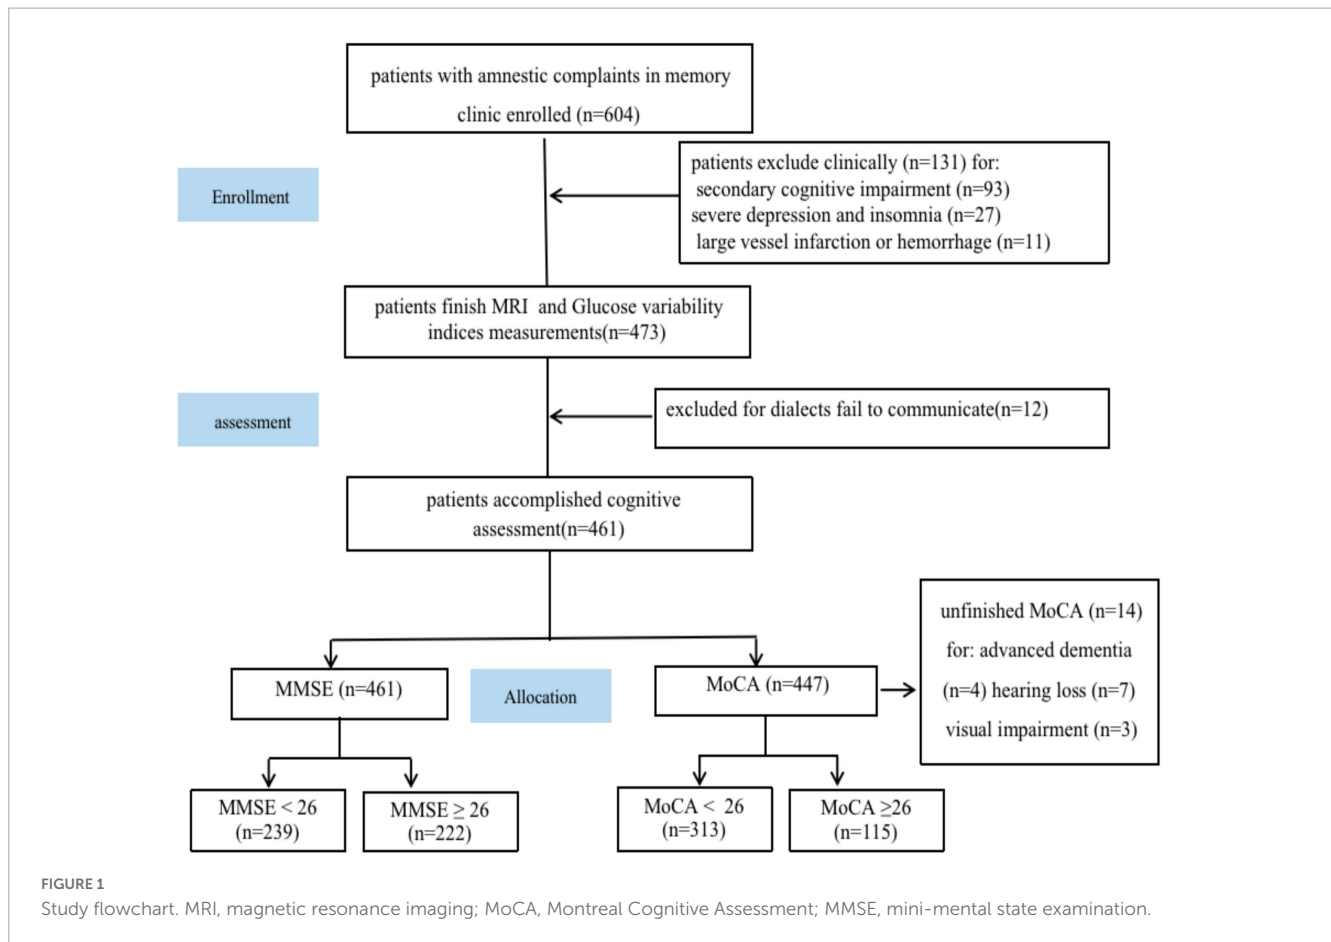 patients with amnestic complaints in memory
clinic enrolled (n=604)
Enrollment
patients exclude clinically (n=131) for:
secondary cognitive impairment (n=93)
severe depression and insomnia (n=27)
large vessel infarction or hemorrhage (n=11)
patients finish MRI and Glucose variability
indices measurements(n=473)
assessment
excluded for dialects fail to communicate(n=12)
patients accomplished cognitive
assessment(n=461)
MMSE (n=461)
Allocation
MoCA (n=447)
unfinished MoCA (n=14)
for: advanced dementia
(n=4) hearing loss (n=7)
visual impairment (n=3)
MMSE < 26
(n=239)
MMSE ≥ 26
(n=222)
MoCA < 26
(n=313)
MoCA ≥26
(n=115)
FIGURE 1
Study flowchart. MRI, magnetic resonance imaging; MoCA, Montreal Cognitive Assessment; MMSE, mini-mental state examination.